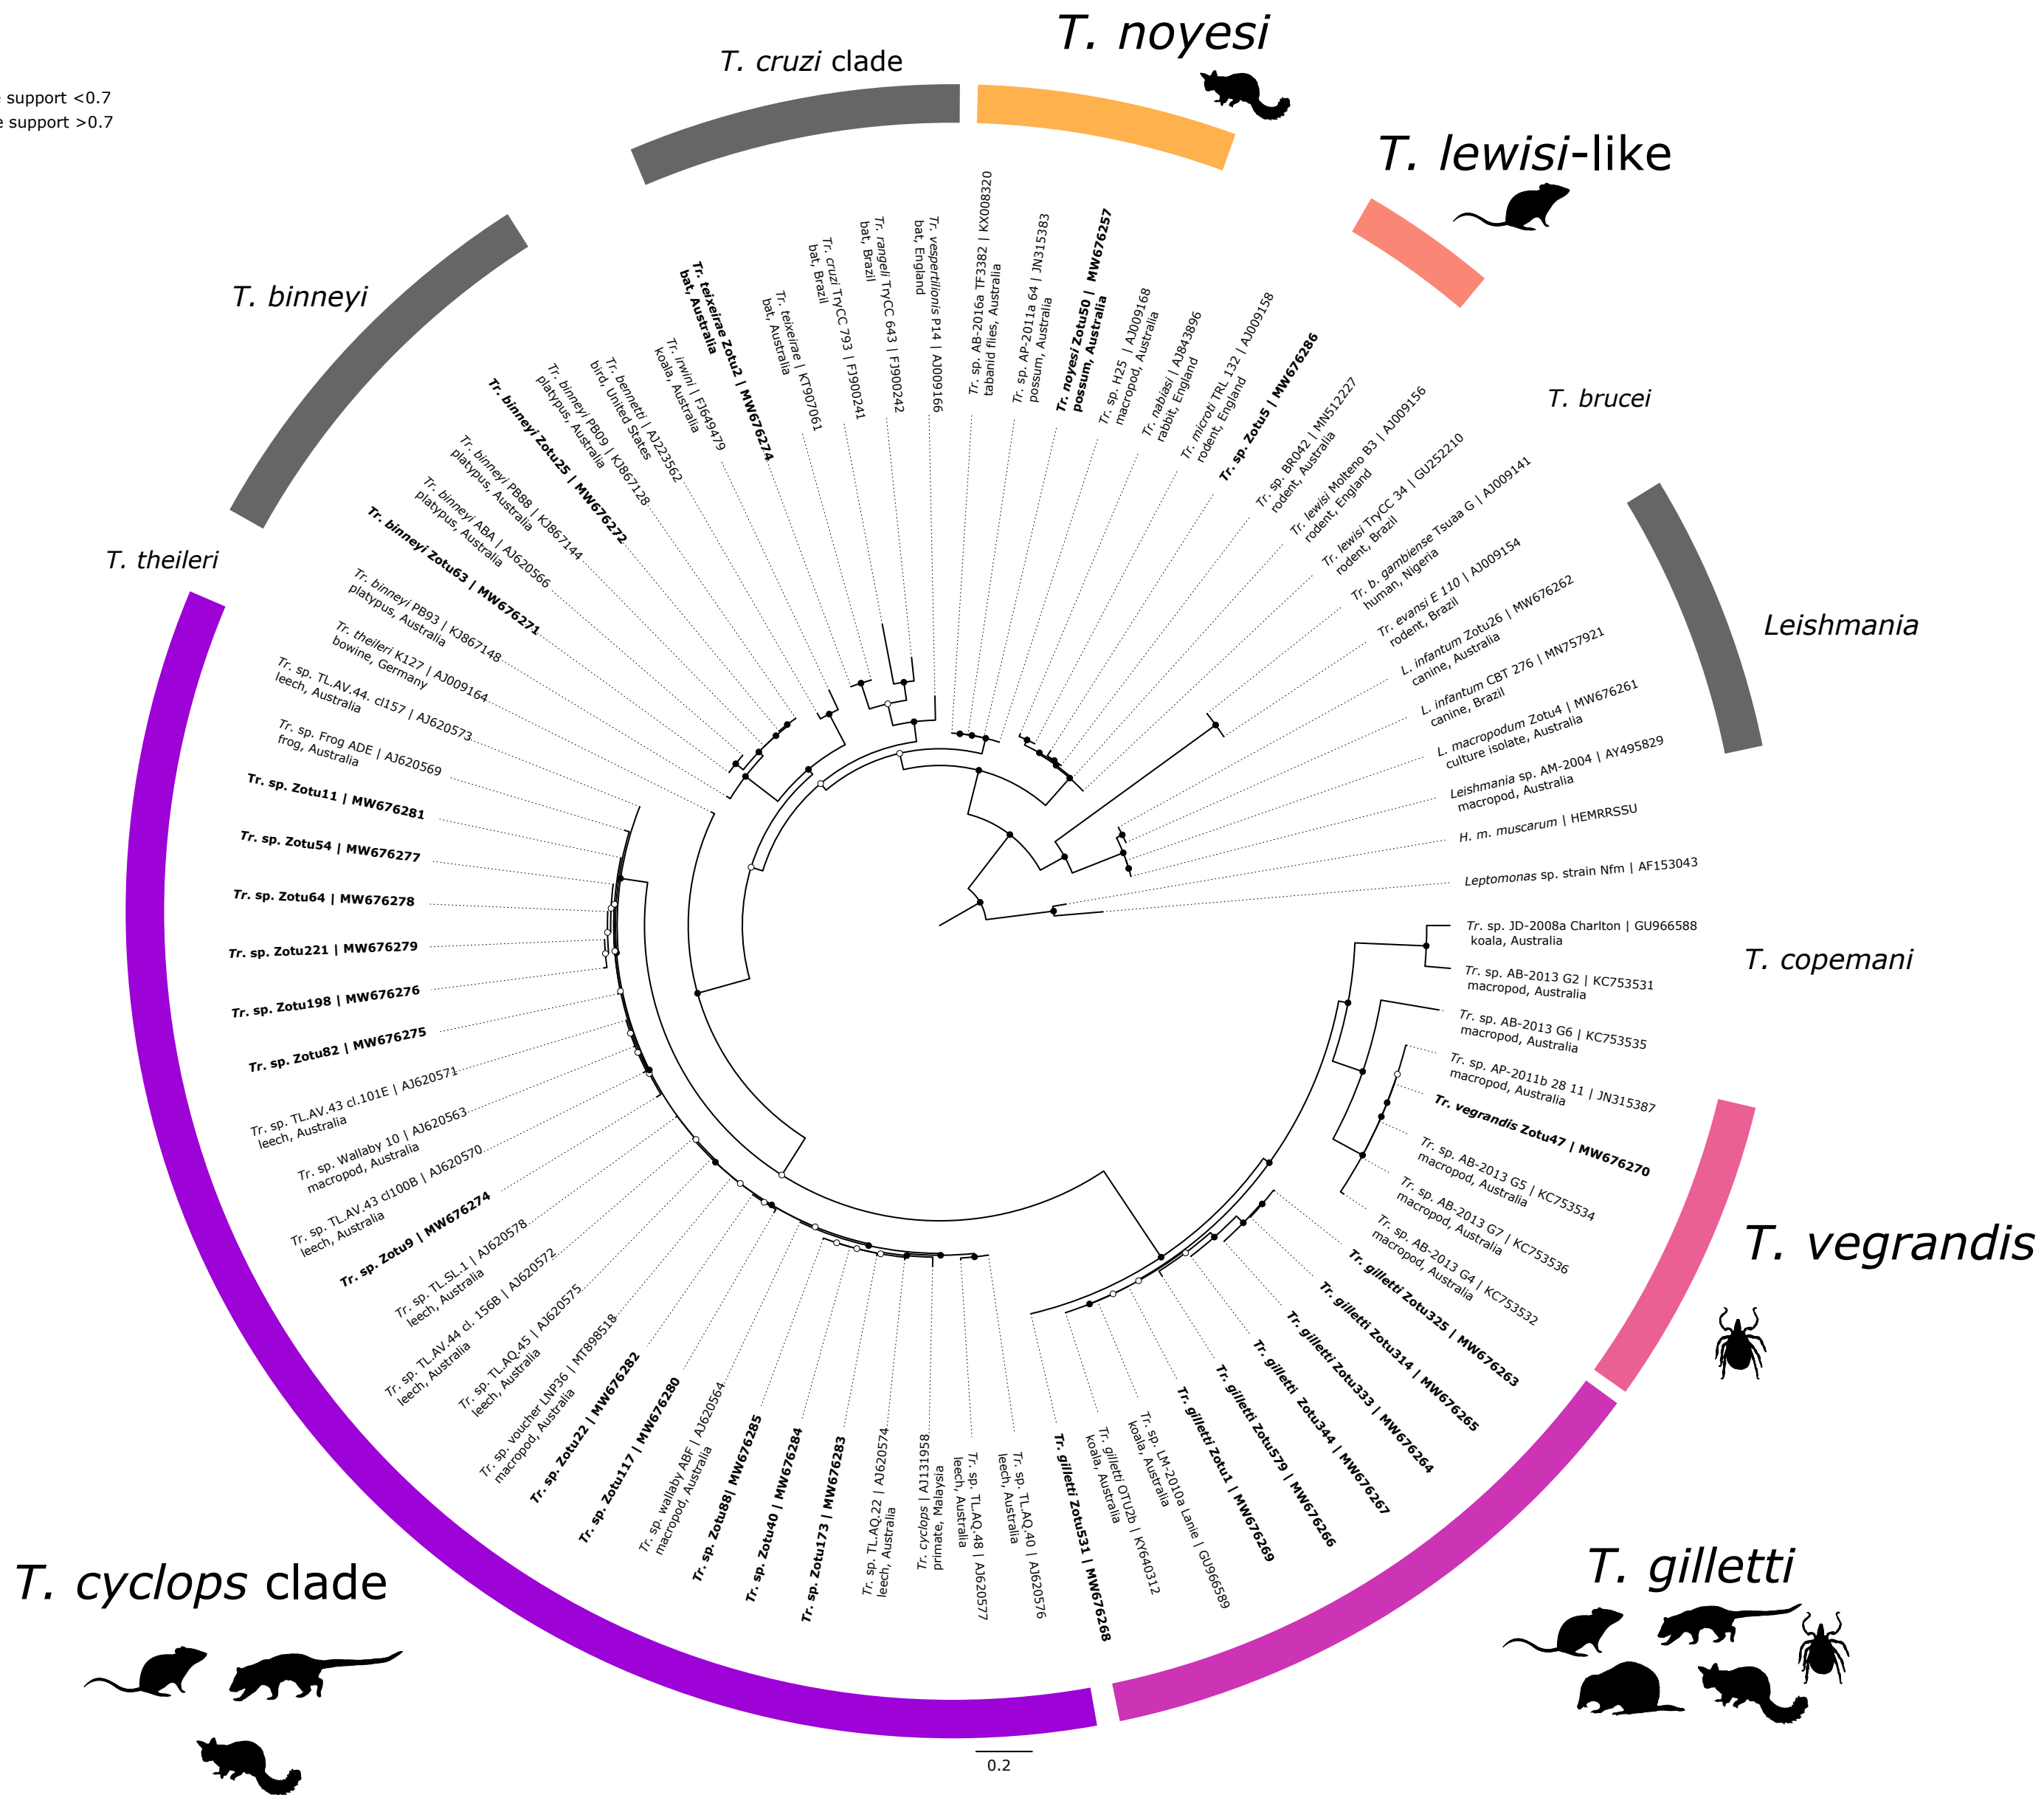 e support <0.7
e support >0.7
T. cruzi clade
T. noyesi
T. lewisi-like
T. brucei
Leishmania
T. copemani
T. vegrandis
T. gilletti
T. cyclops clade
T. theileri
T. binneyi
Tr. vespertilionis P14 | AJ009166
bat, England
Tr. sp. AB-2016a TF3382 | KX008320
tabanid flies, Australia
Tr. sp. AP-2011a 64 | JN315383
possum, Australia
Tr. noyesi Zotu50 | MW676257
possum, Australia
Tr. sp. H25 | AJ009168
macropod, Australia
Tr. nabiasi | AJ843896
rabbit, England
Tr. microti TRL 132 | AJ009158
rodent, England
Tr. sp. Zotu5 | MW676286
Tr. sp. BR042 | MN512227
rodent, Australia
Tr. lewisi Molteno B3 | AJ009156
rodent, England
Tr. lewisi TryCC 34 | GU252210
rodent, Brazil
Tr. b. gambiense Tsuaa G | AJ009141
human, Nigeria
Tr. evansi E 110 | AJ009154
rodent, Brazil
L. infantum Zotu26 | MW676262
canine, Australia
L. infantum CBT 276 | MN757921
canine, Brazil
L. macropodum Zotu4 | MW676261
culture isolate, Australia
Leishmania sp. AM-2004 | AY495829
macropod, Australia
H. m. muscarum | HEMRRSSU
Leptomonas sp. strain Nfm | AF153043
Tr. sp. JD-2008a Charlton | GU966588
koala, Australia
Tr. sp. AB-2013 G2 | KC753531
macropod, Australia
Tr. sp. AB-2013 G6 | KC753535
macropod, Australia
Tr. sp. AP-2011b 28 11 | JN315387
macropod, Australia
Tr. vegrandis Zotu47 | MW676270
Tr. sp. AB-2013 G5 | KC753534
macropod, Australia
Tr. sp. AB-2013 G7 | KC753536
macropod, Australia
Tr. sp. AB-2013 G4 | KC753532
macropod, Australia
Tr. gilletti Zotu325 | MW676263
Tr. gilletti Zotu314 | MW676265
Tr. gilletti Zotu333 | MW676264
Tr. gilletti Zotu344 | MW676267
Tr. gilletti Zotu579 | MW676266
Tr. gilletti Zotu1 | MW676269
Tr. sp. LM-2010a Lanie | GU966589
koala, Australia
Tr. gilletti OTU2b | KY640312
koala, Australia
Tr. gilletti Zotu531 | MW676268
Tr. sp. TL.AQ.40 | AJ620576
leech, Australia
Tr. sp. TL.AQ.48 | AJ620577
leech, Australia
Tr. cyclops | AJ131958
primate, Malaysia
Tr. sp. TL.AQ.22 | AJ620574
leech, Australia
Tr. sp. Zotu173 | MW676283
Tr. sp. Zotu40 | MW676284
Tr. sp. Zotu88| MW676285
Tr. sp. wallaby ABF | AJ620564
macropod, Australia
Tr. sp. Zotu117 | MW676280
Tr. sp. Zotu22 | MW676282
Tr. sp. voucher LNP36 | MT898518
macropod, Australia
Tr. sp. TL.AQ.45 | AJ620575
leech, Australia
Tr. sp. TL.AV.44 cl. 156B | AJ620572
leech, Australia
Tr. sp. TL.SL.1 | AJ620578
leech, Australia
Tr. sp. Zotu9 | MW676274
Tr. sp. TL.AV.43 cl100B | AJ620570
leech, Australia
Tr. sp. Wallaby 10 | AJ620563
macropod, Australia
Tr. sp. TL.AV.43 cl.101E | AJ620571
leech, Australia
Tr. sp. Zotu82 | MW676275
Tr. sp. Zotu198 | MW676276
Tr. sp. Zotu221 | MW676279
Tr. sp. Zotu64 | MW676278
Tr. sp. Zotu54 | MW676277
Tr. sp. Zotu11 | MW676281
Tr. sp. Frog ADE | AJ620569
frog, Australia
Tr. sp. TL.AV.44. cl157 | AJ620573
leech, Australia
Tr. theileri K127 | AJ009164
bowine, Germany
Tr. binneyi PB93 | KJ867148
platypus, Australia
Tr. binneyi Zotu63 | MW676271
Tr. binneyi ABA | AJ620566
platypus, Australia
Tr. binneyi PB88 | KJ867144
platypus, Australia
Tr. binneyi Zotu25 | MW676272
Tr. binneyi PB09 | KJ867128
platypus, Australia
Tr. bennetti | AJ223562
bird, United States
Tr. irwini | FJ649479
koala, Australia
Tr. teixeirae Zotu2 | MW676274
bat, Australia
Tr. teixeirae | KT907061
bat, Australia
Tr. cruzi TryCC 793 | FJ900241
bat, Brazil
Tr. rangeli TryCC 643 | FJ900242
bat, Brazil
0.2